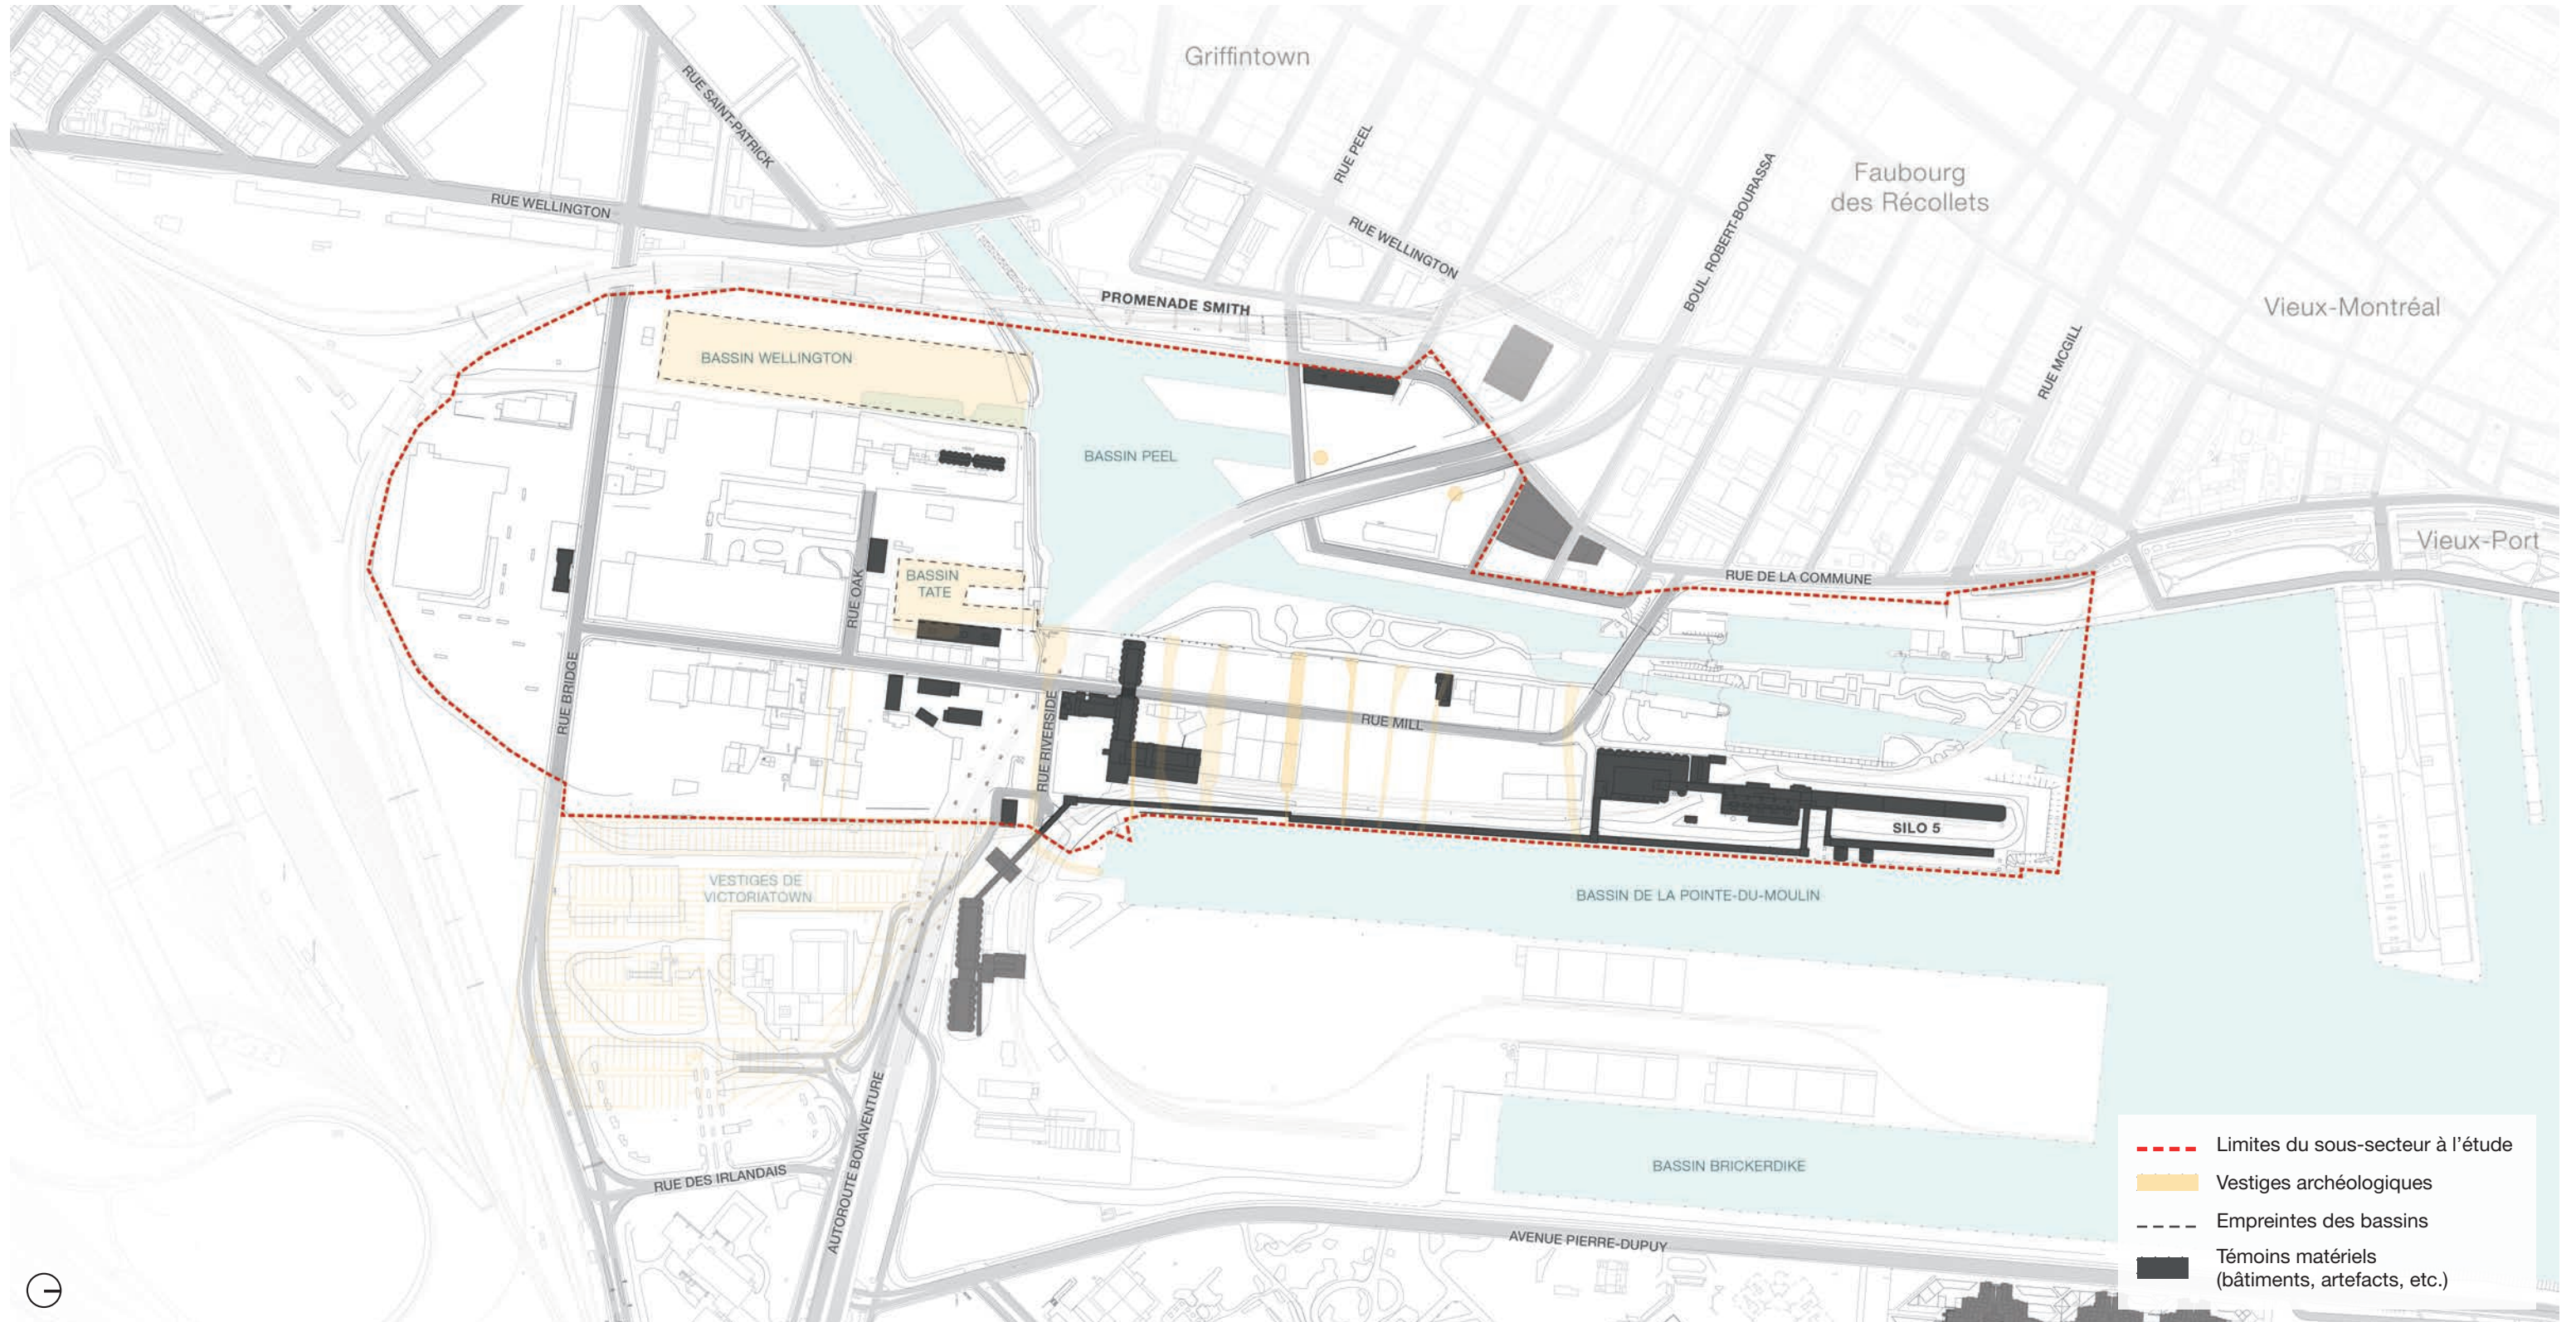 Griffintown
RUE SAINT-PATRICK
RUE PEEL
Faubourg
des Récollets
BOUL. ROBERT-BOURASSA
RUE WELLINGTON
RUE WELLINGTON
PROMENADE SMITH
Vieux-Montréal
RUE MCGILL
BASSIN WELLINGTON
BASSIN PEEL
Vieux-Port
BASSIN
TATE
RUE OAK
RUE DE LA COMMUNE
RUE BRIDGE
RUE RIVERSIDE
RUE MILL
SILO 5
VESTIGES DE
VICTORIATOWN
BASSIN DE LA POINTE-DU-MOULIN
RUE DES IRLANDAIS
AUTOROUTE BONAVENTURE
BASSIN BRICKERDIKE
AVENUE PIERRE-DUPUY
Limites du sous-secteur à l'étude
Vestiges archéologiques
Empreintes des bassins
Témoins matériels
(bâtiments, artefacts, etc.)